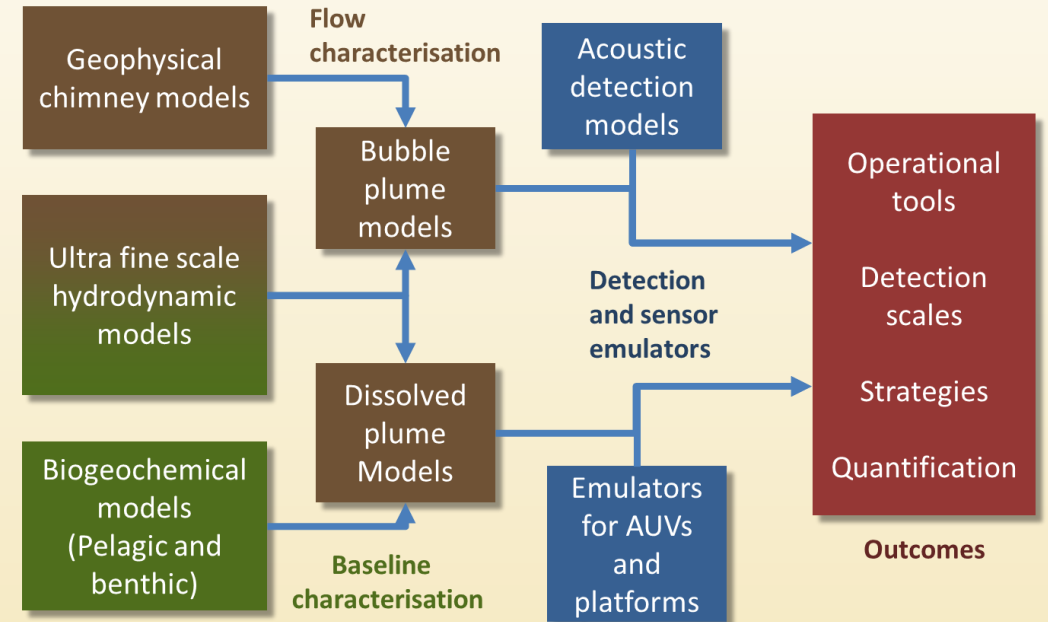 Geophysical
chimney models
Flow
characterisation
Acoustic
detection
models
Bubble
plume
models
Ultra fine scale
hydrodynamic
models
Detection
and sensor
emulators
Dissolved
plume
Models
Biogeochemical
models
(Pelagic and
benthic)
Baseline
characterisation
Emulators
for AUVs
and
platforms
Operational
tools
Detection
scales
Strategies
Quantification
Outcomes